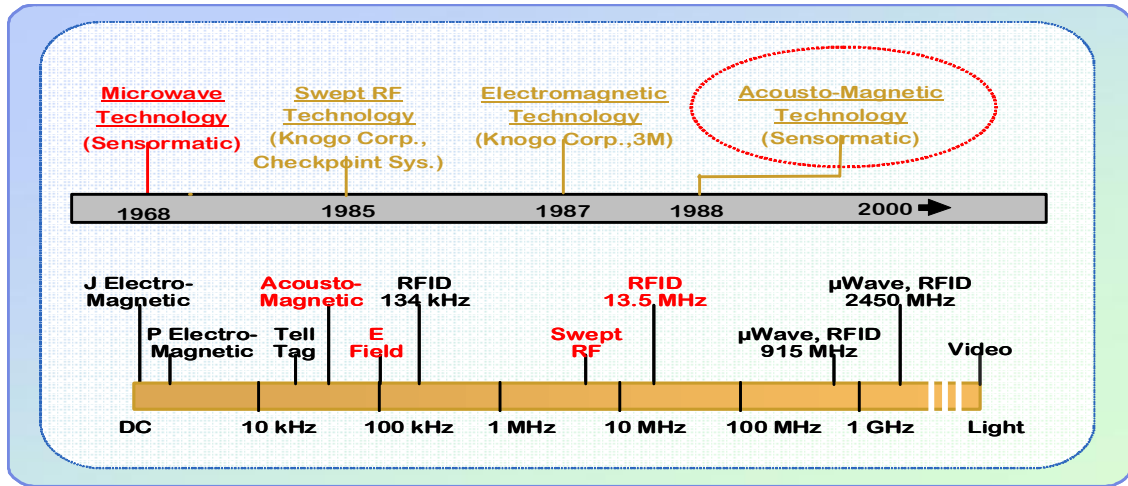 Microwave
Technology
(Sensormatic)
Swept RF
Technology
(Knogo Corp.,
Checkpoint Sys.)
Electromagnetic
Technology
(Knogo Corp.,3M)
Acousto-Magnetic
Technology
(Sensormatic)
1968
1985
1987
1988
2000
J Electro-
Magnetic
P Electro-
Magnetic
Tell
Tag
Acousto-
Magnetic
E
Field
RFID
134 kHz
Swept
RF
RFID
13.5 MHz
µWave, RFID
915 MHz
µWave, RFID
2450 MHz
Video
DC
10 kHz
100 kHz
1 MHz
10 MHz
100 MHz
1 GHz
Light